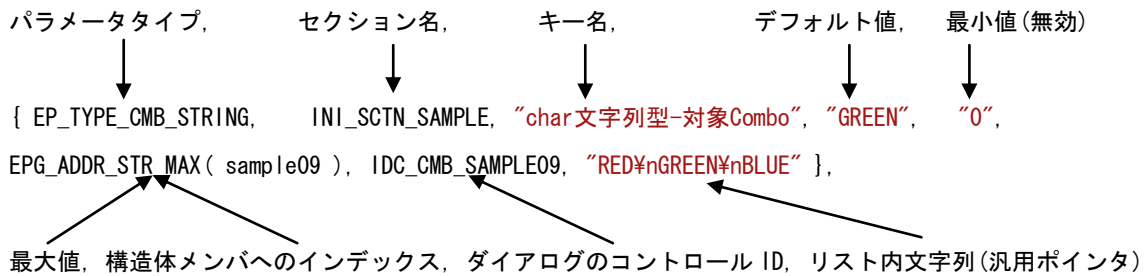 パラメータタイプ, セクション名, キー名, デフォルト値, 最小値(無効)
{ EP_TYPE_CMB_STRING, INI_SCTN_SAMPLE, "char文字列型-対象Combo", "GREEN", "0",
EPG_ADDR_STR_MAX( sample09 ), IDC_CMB_SAMPLE09, "RED¥nGREEN¥nBLUE" },
最大値, 構造体メンバへのインデックス, ダイアログのコントロール ID, リスト内文字列(汎用ポインタ)